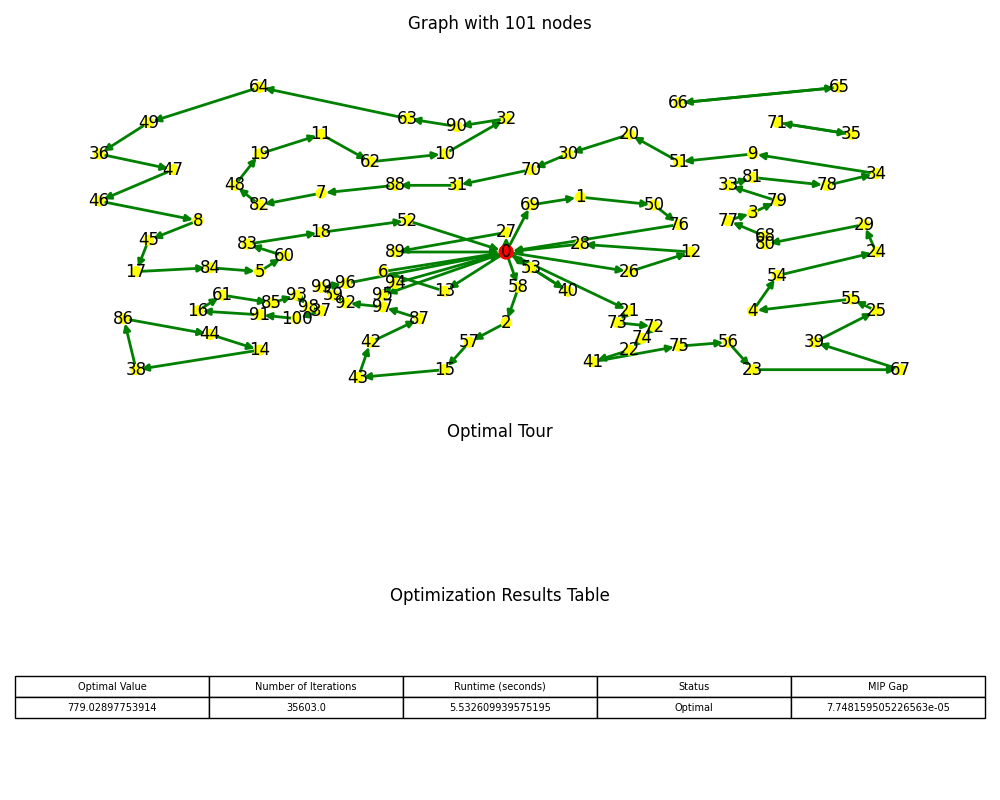 Graph with 101 nodes
64 65
66
63 32
49 90 71 35
11 20
36 19 62 10 30 51 9
47 70 34
48 7 88 31 33 81 78
46 82 69 1 50 79
8 52 77 3
45 83 18 27 76 68 29
60 89 0 28 12 80 24
17 84 5 6 53 26 54
99 96 94 13 58 40
61 93 59 95 55
16 85 98 92 97 21 4 25
86 91 100 37 87 2 73 72
44 42 57 74 56 39
14 41 22 75
38 43 15 23 67
Optimal Tour
Optimization Results Table
Optimal Value Number of Iterations Runtime (seconds) Status MIP Gap
779.02897753914 35603.0 5.532609939575195 Optimal 7.748159505226563e-05